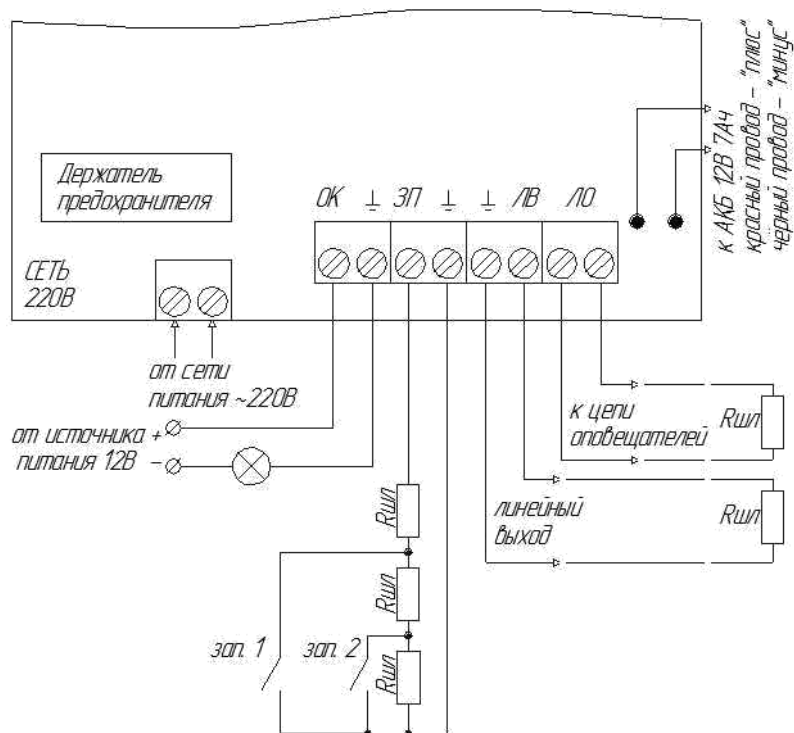 к АКБ 12В 7Ач
красный провод - "плюс"
чёрный провод - "минус"
Держатель
предохранителя
ОК ⊥ ЗП ⊥ ⊥ ЛВ ЛО
СЕТЬ
220В
от сети
питания ~220В
от источника +
питания 12В -
к цепи
оповещателей
Rшл
линейный
выход
Rшл
Rшл
Rшл
зап. 1
зап. 2
Rшл